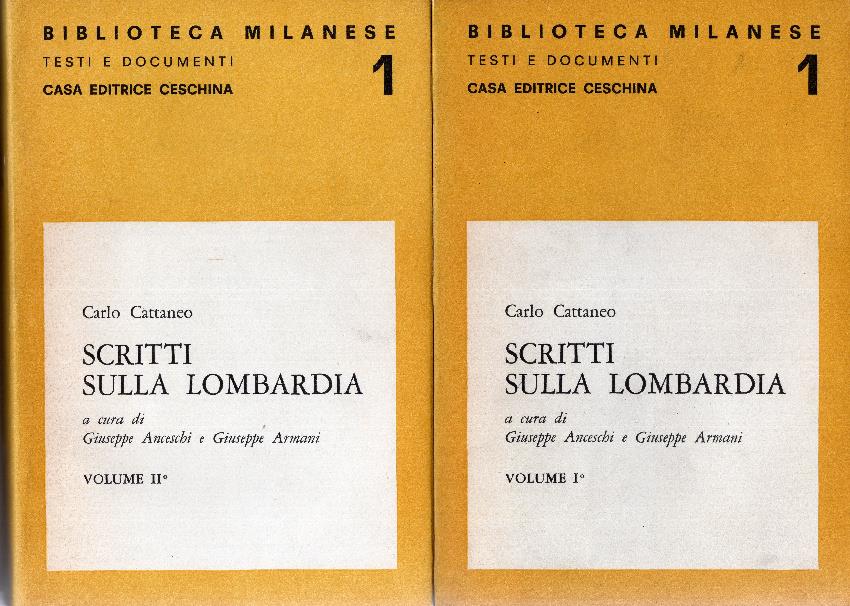 BIBLIOTECA MILANESE
TESTI E DOCUMENTI
CASA EDITRICE CESCHINA
1
Carlo Cattaneo
SCRITTI
SULLA LOMBARDIA
a cura di
Giuseppe Anceschi e Giuseppe Armani
VOLUME II°
BIBLIOTECA MILANESE
TESTI E DOCUMENTI
CASA EDITRICE CESCHINA
1
Carlo Cattaneo
SCRITTI
SULLA LOMBARDIA
a cura di
Giuseppe Anceschi e Giuseppe Armani
VOLUME I°